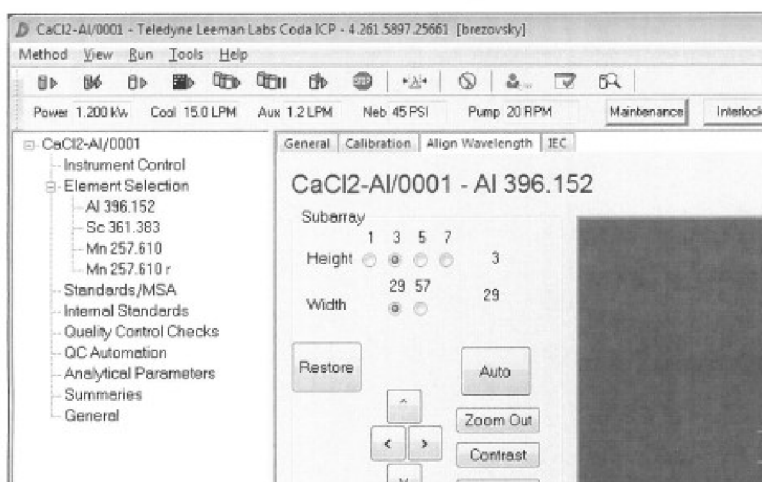 CaCl2-Al/0001 - Teledyne Leeman Labs Coda ICP - 4.261.5897.25661 [brezovsky]
Method View Run Tools Help
STOP
Power 1.200 kw Cool 15.0 LPM Aux 1.2 LPM Neb 45 PSI Pump 20 RPM Maintenance Interlock
CaCl2-Al/0001
Instrument Control
Element Selection
Al 396.152
Sc 361.383
Mn 257.610
Mn 257.610 r
Standards/MSA
Internal Standards
Quality Control Checks
QC Automation
Analytical Parameters
Summaries
General
General Calibration Align Wavelength IEC
CaCl2-Al/0001 - Al 396.152
Subarray
1 3 5 7
Height 3
29 57
Width 29
Restore
Auto
Zoom Out
Contrast